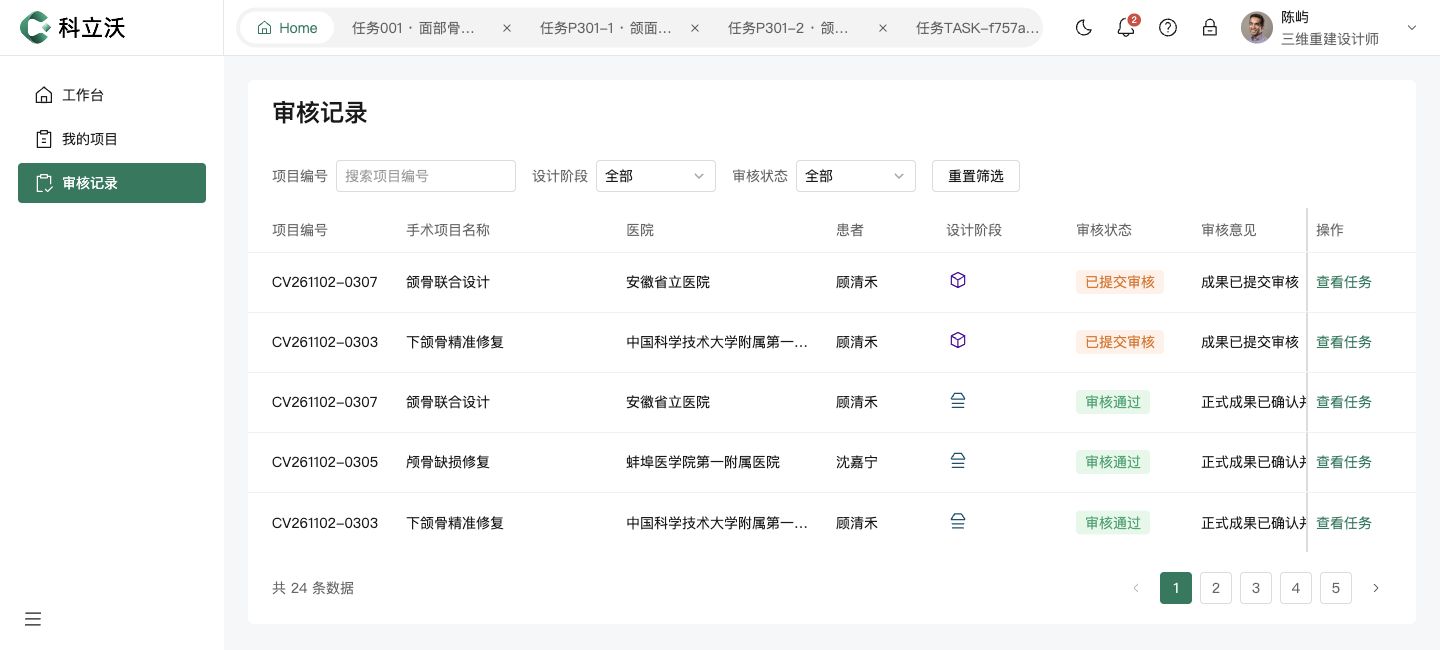 科立沃
Home
任务001 · 面部骨...
任务P301-1 · 颌面...
任务P301-2 · 颌...
任务TASK-f757a...
2
陈屿
三维重建设计师
工作台
我的项目
审核记录
审核记录
项目编号 搜索项目编号 设计阶段 全部 审核状态 全部 重置筛选
项目编号 手术项目名称 医院 患者 设计阶段 审核状态 审核意见 操作
CV261102-0307 颌骨联合设计 安徽省立医院 顾清禾 已提交审核 成果已提交审核 查看任务
CV261102-0303 下颌骨精准修复 中国科学技术大学附属第一... 顾清禾 已提交审核 成果已提交审核 查看任务
CV261102-0307 颌骨联合设计 安徽省立医院 顾清禾 审核通过 正式成果已确认 查看任务
CV261102-0305 颅骨缺损修复 蚌埠医学院第一附属医院 沈嘉宁 审核通过 正式成果已确认 查看任务
CV261102-0303 下颌骨精准修复 中国科学技术大学附属第一... 顾清禾 审核通过 正式成果已确认 查看任务
共 24 条数据
1 2 3 4 5